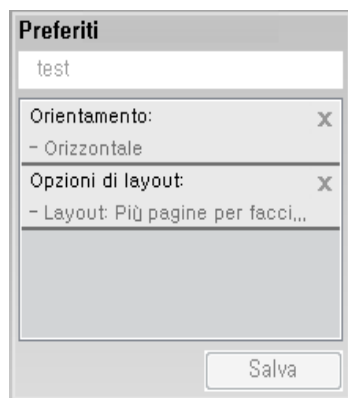 Preferiti
test
Orientamento: X
- Orizzontale
Opzioni di layout: X
- Layout: Più pagine per facci...
Salva